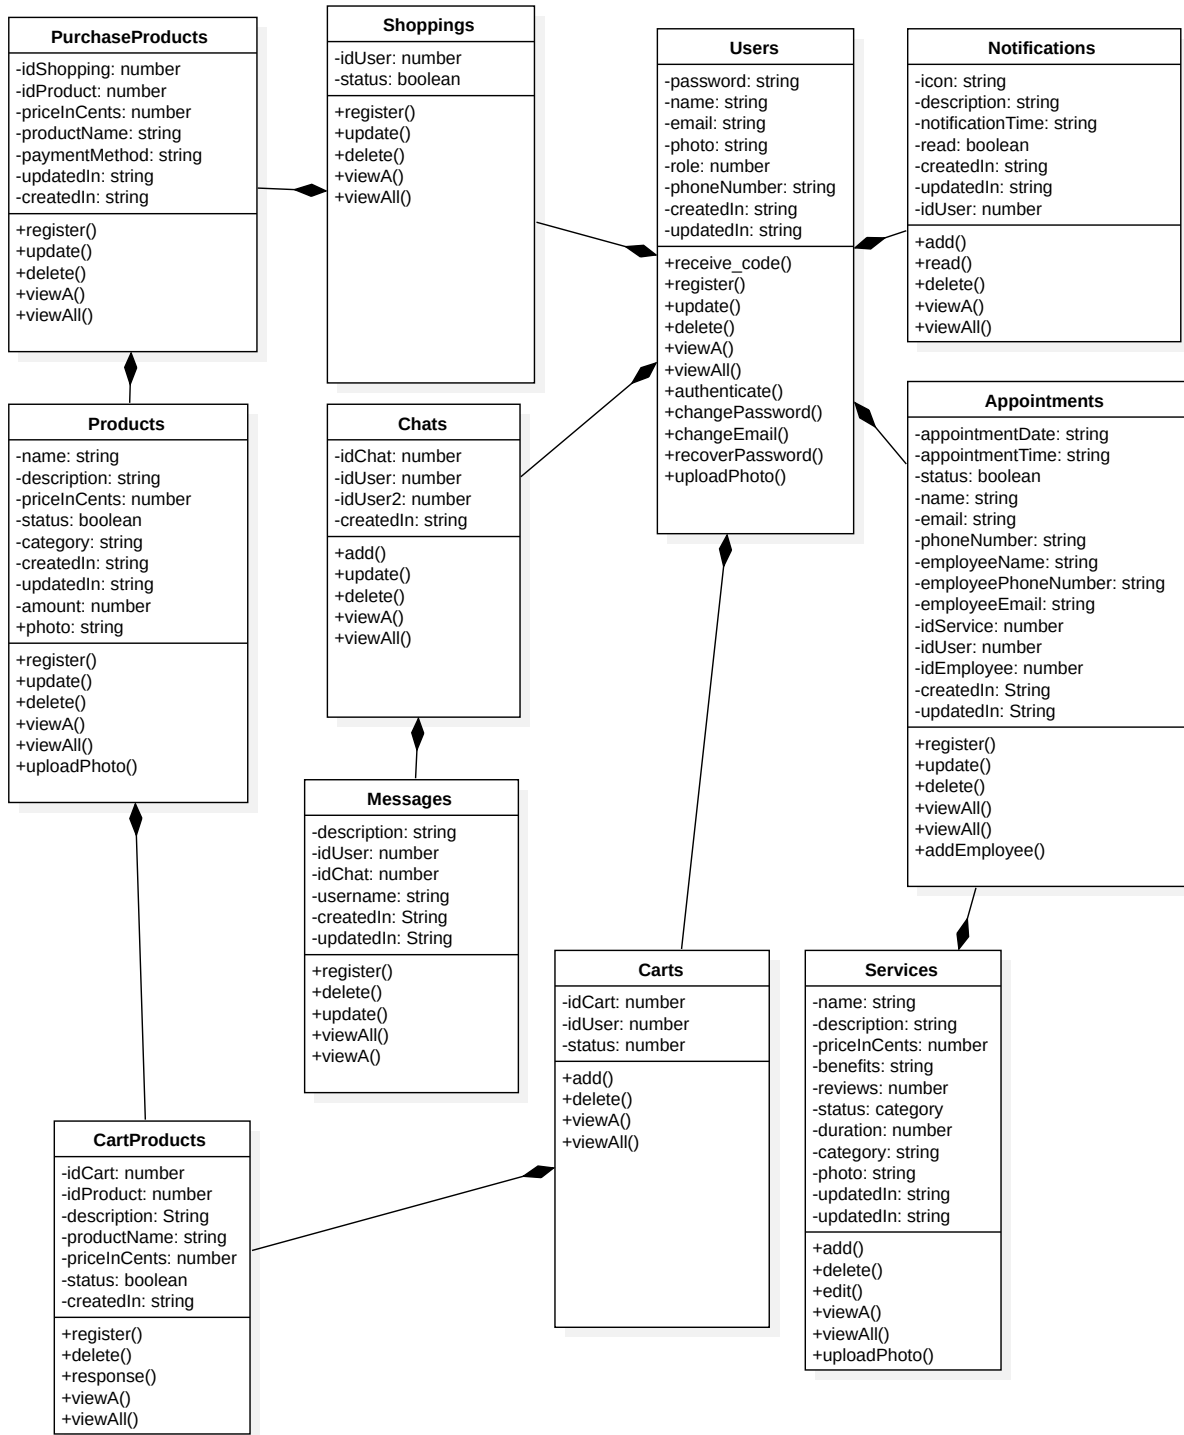 PurchaseProducts
-idShopping: number
-idProduct: number
-priceInCents: number
-productName: string
-paymentMethod: string
-updatedIn: string
-createdIn: string
+register()
+update()
+delete()
+viewA()
+viewAll()
Shoppings
-idUser: number
-status: boolean
+register()
+update()
+delete()
+viewA()
+viewAll()
Users
-password: string
-name: string
-email: string
-photo: string
-role: number
-phoneNumber: string
-createdIn: string
-updatedIn: string
+receive_code()
+register()
+update()
+delete()
+viewA()
+viewAll()
+authenticate()
+changePassword()
+changeEmail()
+recoverPassword()
+uploadPhoto()
Notifications
-icon: string
-description: string
-notificationTime: string
-read: boolean
-createdIn: string
-updatedIn: string
-idUser: number
+add()
+read()
+delete()
+viewA()
+viewAll()
Products
-name: string
-description: string
-priceInCents: number
-status: boolean
-category: string
-createdIn: string
-updatedIn: string
-amount: number
+photo: string
+register()
+update()
+delete()
+viewA()
+viewAll()
+uploadPhoto()
Chats
-idChat: number
-idUser: number
-idUser2: number
-createdIn: string
+add()
+update()
+delete()
+viewA()
+viewAll()
Appointments
-appointmentDate: string
-appointmentTime: string
-status: boolean
-name: string
-email: string
-phoneNumber: string
-employeeName: string
-employeePhoneNumber: string
-employeeEmail: string
-idService: number
-idUser: number
-idEmployee: number
-createdIn: String
-updatedIn: String
+register()
+update()
+delete()
+viewAll()
+viewAll()
+addEmployee()
Messages
-description: string
-idUser: number
-idChat: number
-username: string
-createdIn: String
-updatedIn: String
+register()
+delete()
+update()
+viewAll()
+viewA()
Carts
-idCart: number
-idUser: number
-status: number
+add()
+delete()
+viewA()
+viewAll()
Services
-name: string
-description: string
-priceInCents: number
-benefits: string
-reviews: number
-status: category
-duration: number
-category: string
-photo: string
-updatedIn: string
-updatedIn: string
+add()
+delete()
+edit()
+viewA()
+viewAll()
+uploadPhoto()
CartProducts
-idCart: number
-idProduct: number
-description: String
-productName: string
-priceInCents: number
-status: boolean
-createdIn: string
+register()
+delete()
+response()
+viewA()
+viewAll()